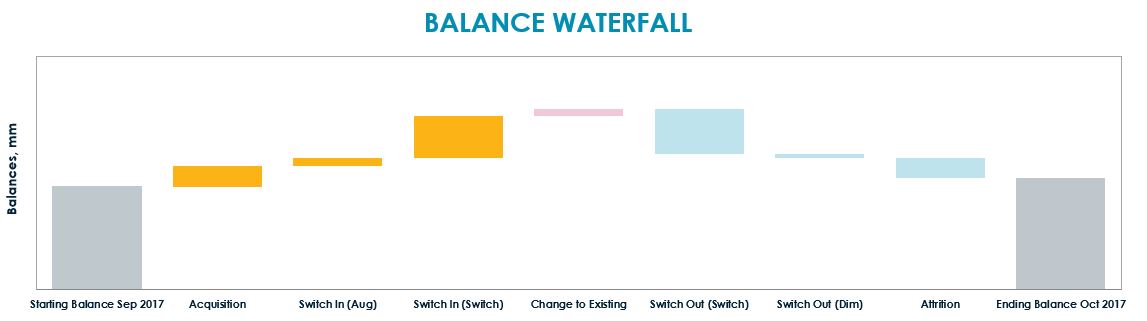 BALANCE WATERFALL
Balances, mm
Starting Balance Sep 2017
Acquisition
Switch In (Aug)
Switch In (Switch)
Change to Existing
Switch Out (Switch)
Switch Out (Dim)
Attrition
Ending Balance Oct 2017